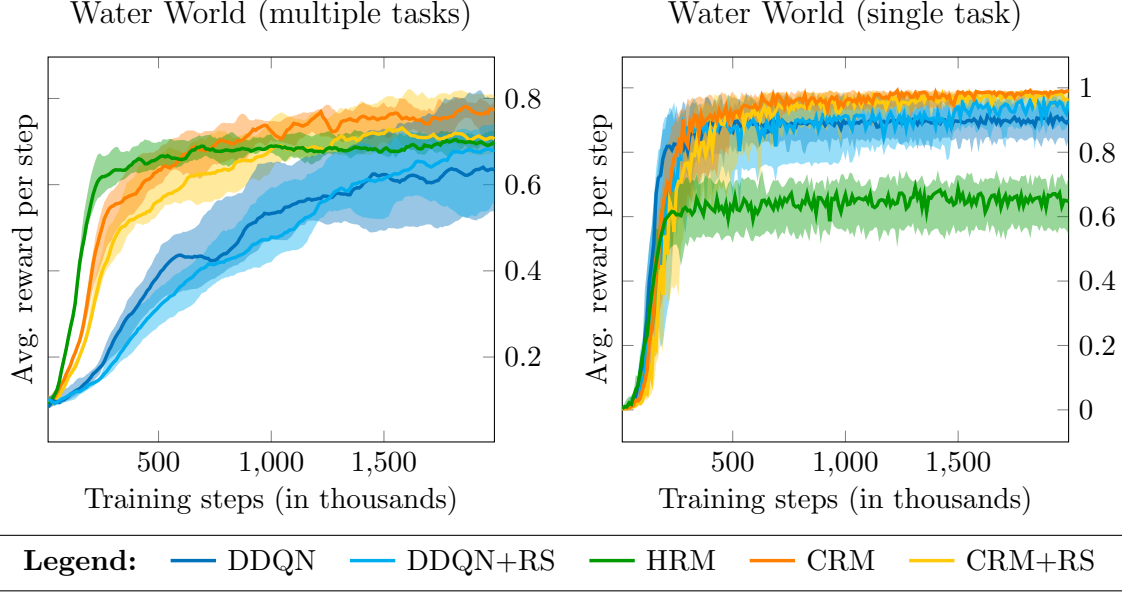 Water World (multiple tasks)
Avg. reward per step
0.8
0.6
0.4
0.2
500 1,000 1,500
Training steps (in thousands)
Water World (single task)
Avg. reward per step
1
0.8
0.6
0.4
0.2
0
500 1,000 1,500
Training steps (in thousands)
Legend: DDQN DDQN+RS HRM CRM CRM+RS